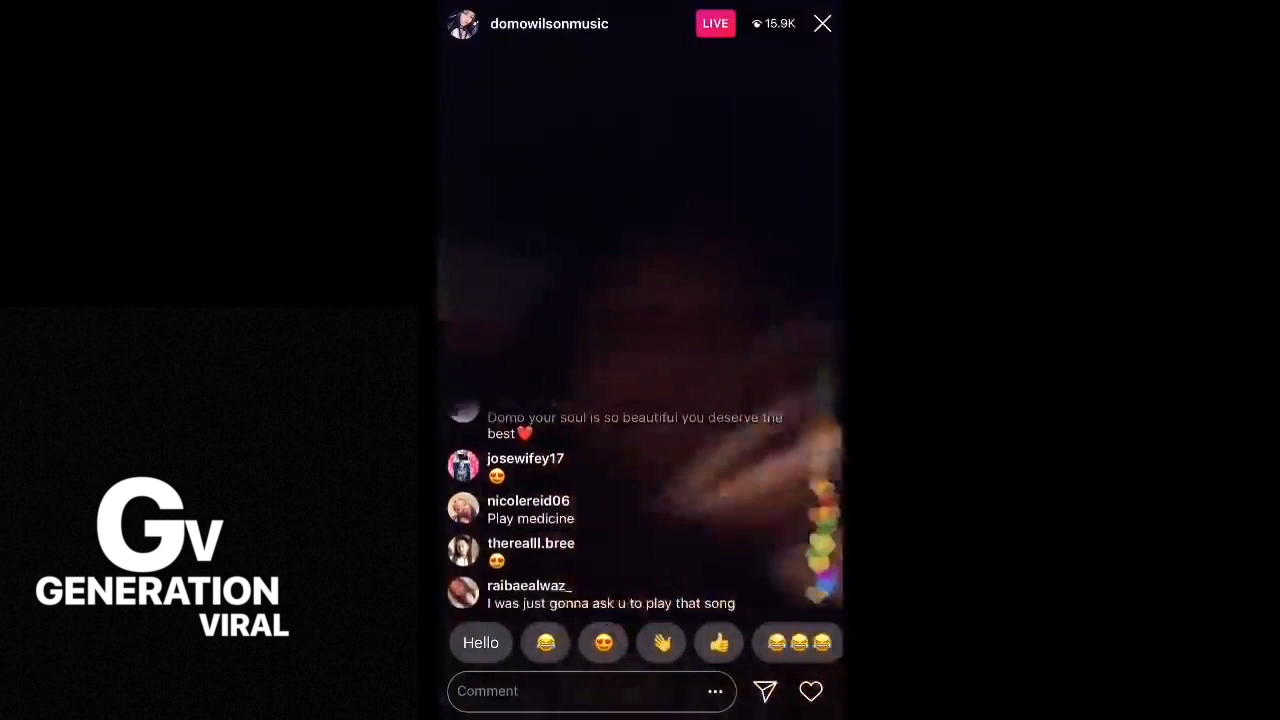 domowilsonmusic
LIVE
15.9K
Domo your soul is so beautiful you deserve the
best❤️
josewifey17
😍
nicolereid06
Play medicine
therealll.bree
😍
raibaealwaz_
I was just gonna ask u to play that song
Hello 😂 😍 👋 👍 😂😂😂
Comment
GV
GENERATION
VIRAL